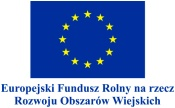 Europejski Fundusz Rolny na rzecz
Rozwoju Obszarów Wiejskich